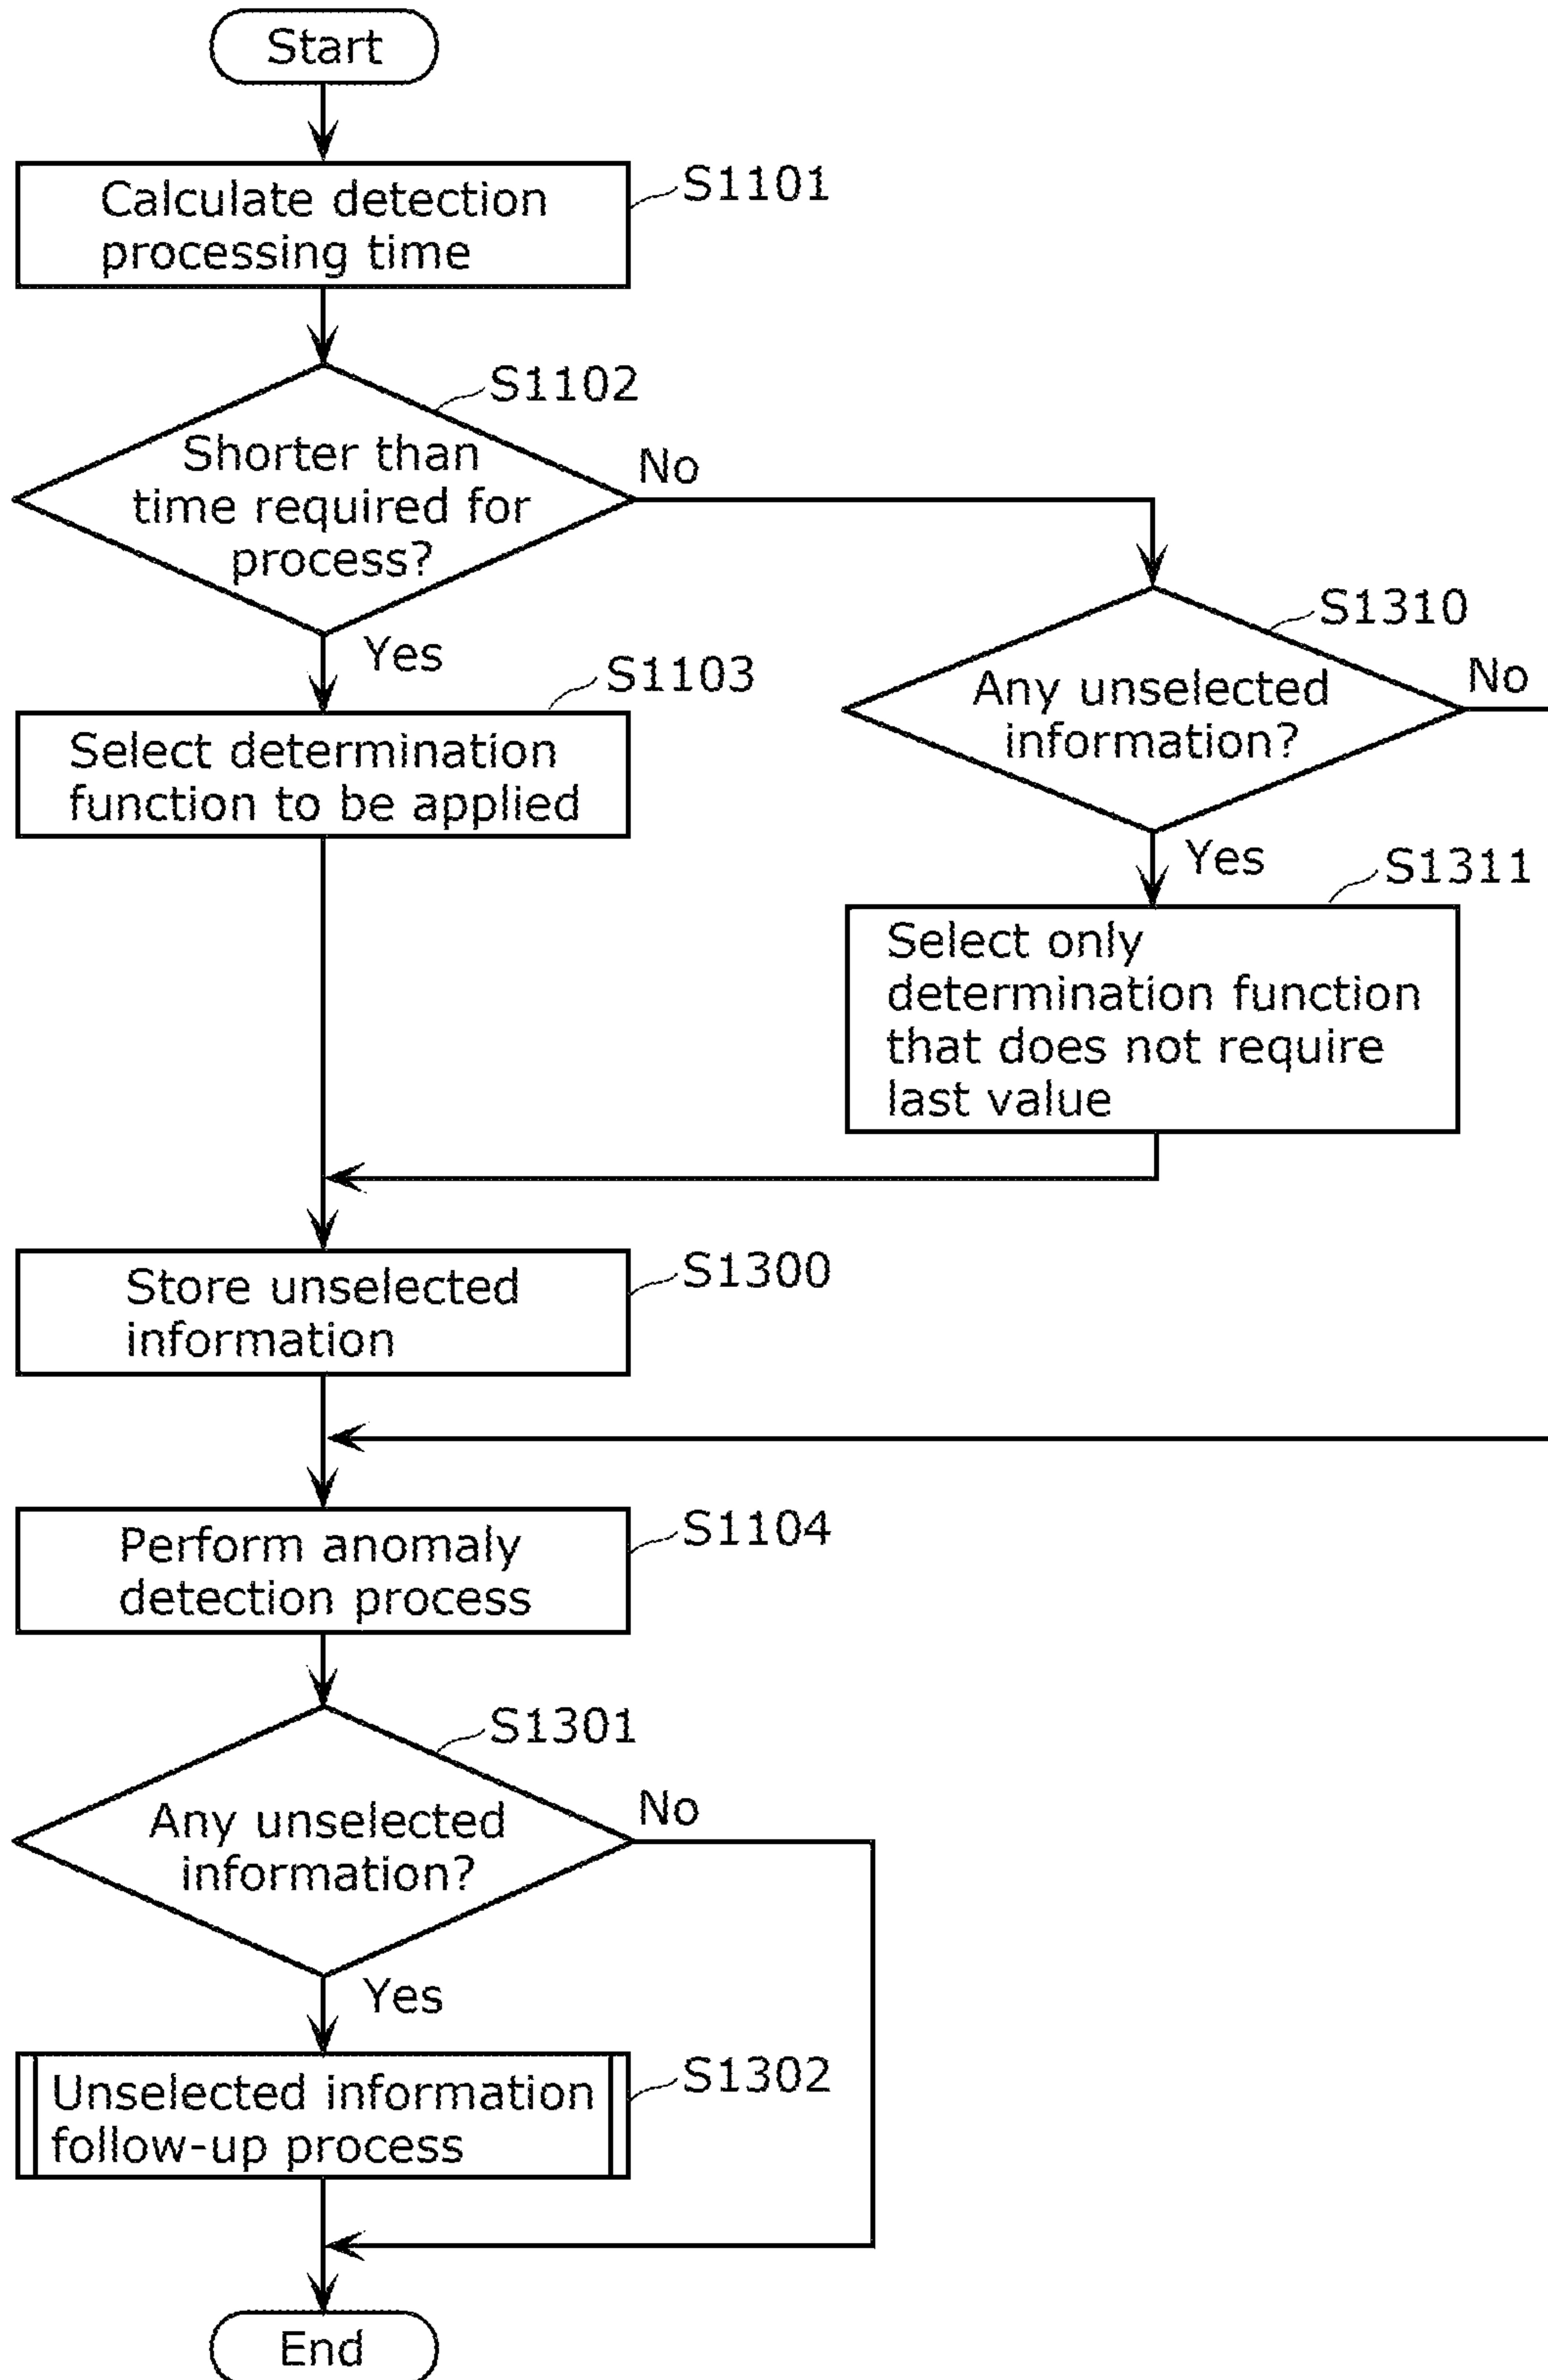 Start
Calculate detection
processing time
S1101
S1102
Shorter than
time required for
process?
No
Yes
S1103
Select determination
function to be applied
S1310
Any unselected
information?
No
Yes
S1311
Select only
determination function
that does not require
last value
Store unselected
information
S1300
Perform anomaly
detection process
S1104
S1301
Any unselected
information?
No
Yes
Unselected information
follow-up process
S1302
End